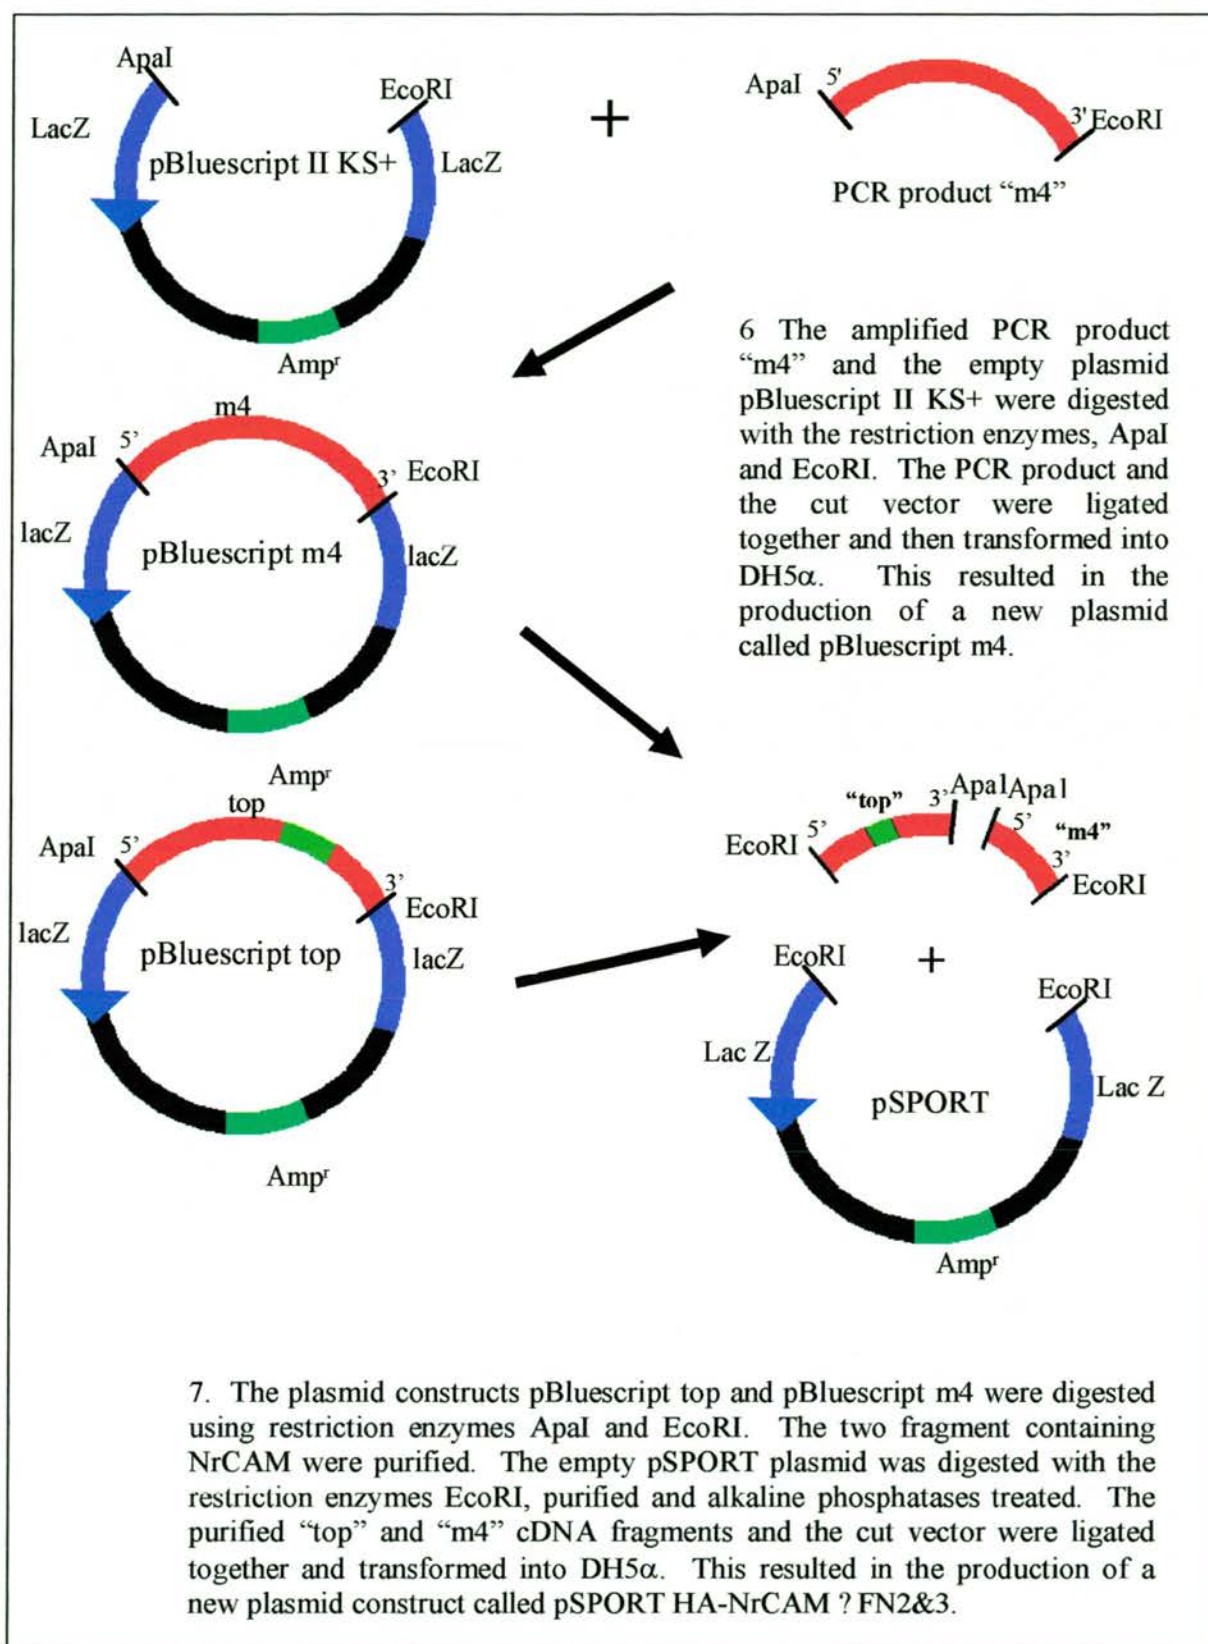 ApaI
EcoRI
LacZ
pBluescript II KS+
LacZ
Ampʳ
+
ApaI
5'
3'
EcoRI
PCR product “m4”
6 The amplified PCR product
“m4” and the empty plasmid
pBluescript II KS+ were digested
with the restriction enzymes, ApaI
and EcoRI. The PCR product and
the cut vector were ligated
together and then transformed into
DH5α. This resulted in the
production of a new plasmid
called pBluescript m4.
m4
ApaI
5’
3’
EcoRI
lacZ
pBluescript m4
lacZ
Ampʳ
top
ApaI
5’
3’
EcoRI
lacZ
pBluescript top
lacZ
Ampʳ
“top”
3’
ApaI
ApaI
5’
5’
“m4”
EcoRI
3’
EcoRI
EcoRI
+
EcoRI
Lac Z
pSPORT
Lac Z
Ampʳ
7. The plasmid constructs pBluescript top and pBluescript m4 were digested
using restriction enzymes ApaI and EcoRI. The two fragment containing
NrCAM were purified. The empty pSPORT plasmid was digested with the
restriction enzymes EcoRI, purified and alkaline phosphatases treated. The
purified “top” and “m4” cDNA fragments and the cut vector were ligated
together and transformed into DH5α. This resulted in the production of a
new plasmid construct called pSPORT HA-NrCAM ? FN2&3.